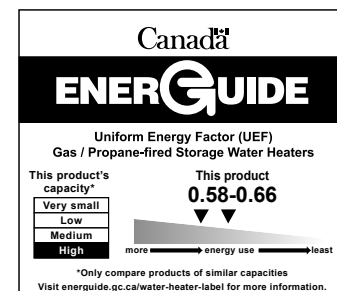 Canada
ENERGUIDE
Uniform Energy Factor (UEF)
Gas / Propane-fired Storage Water Heaters
This product's
capacity*
Very small
Low
Medium
High
This product
0.58-0.66
more energy use least
*Only compare products of similar capacities
Visit energuide.gc.ca/water-heater-label for more information.